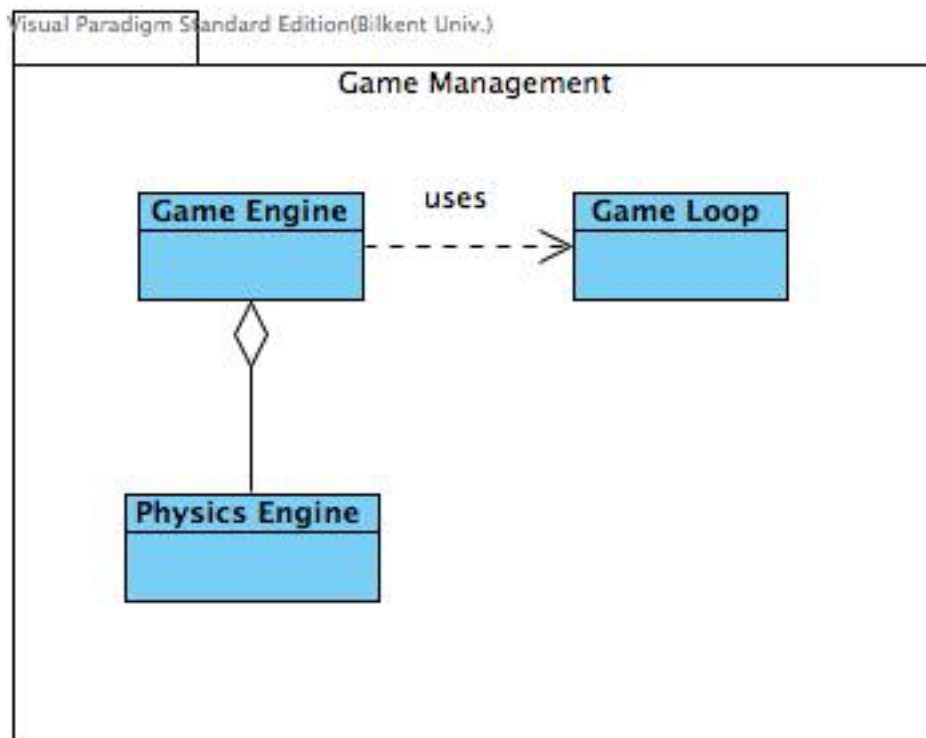 Visual Paradigm Standard Edition(Bilkent Univ.)
Game Management
Game Engine
uses
Game Loop
Physics Engine